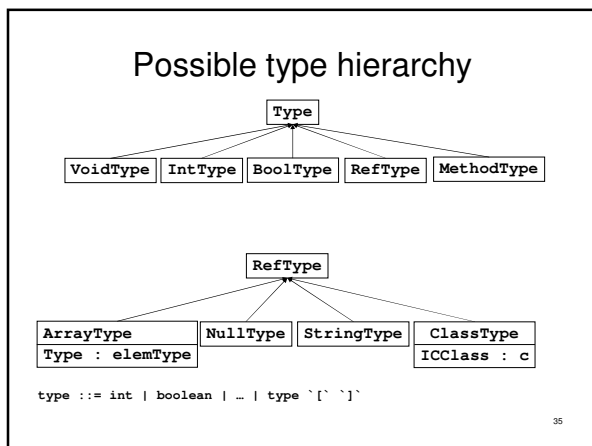 Possible type hierarchy
Type
VoidType IntType BoolType RefType MethodType
RefType
ArrayType NullType StringType ClassType
Type : elemType ICClass : c
type ::= int | boolean | … | type `[` `]`
35